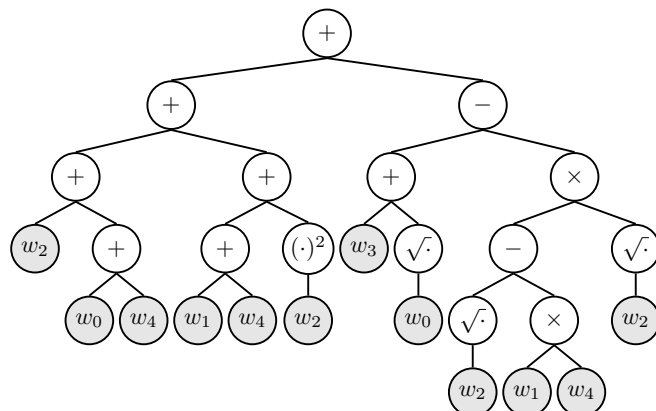 +
+ −
+ + + ×
w₂ + + (·)² w₃ √· − √·
w₀ w₄ w₁ w₄ w₂ w₀ √· × w₂
w₂ w₁ w₄